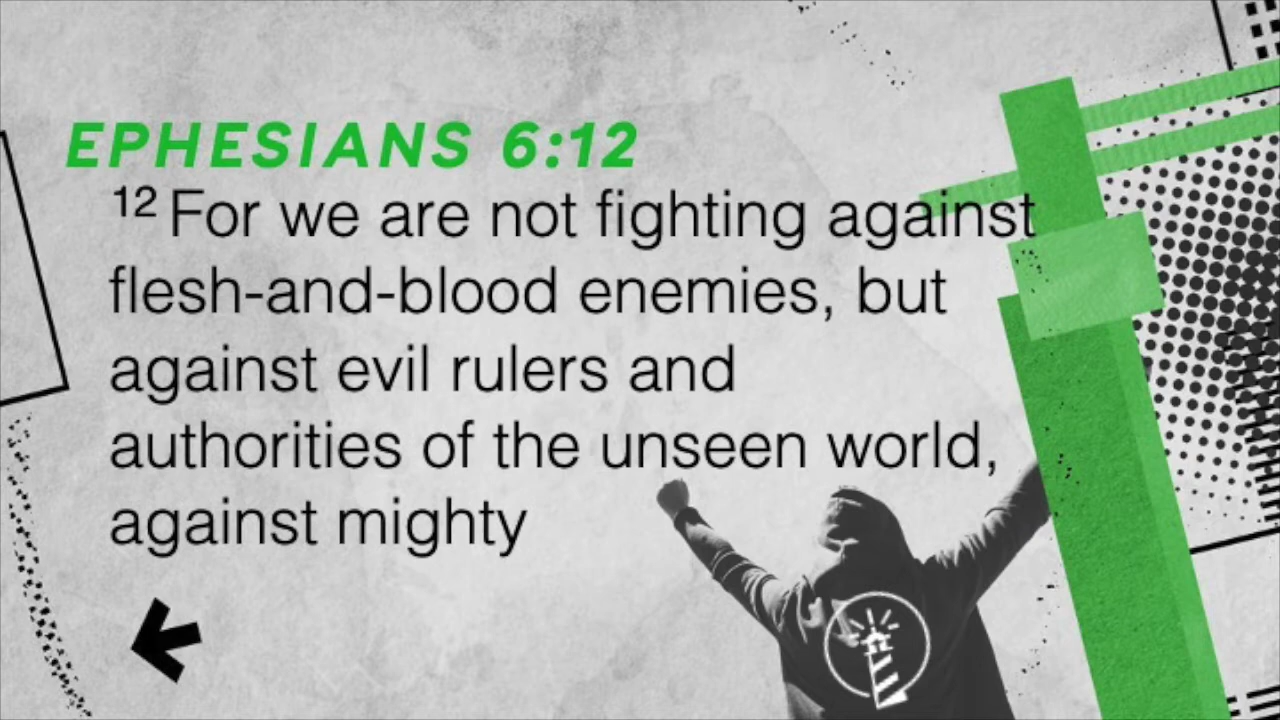 EPHESIANS 6:12
¹² For we are not fighting against
flesh-and-blood enemies, but
against evil rulers and
authorities of the unseen world,
against mighty